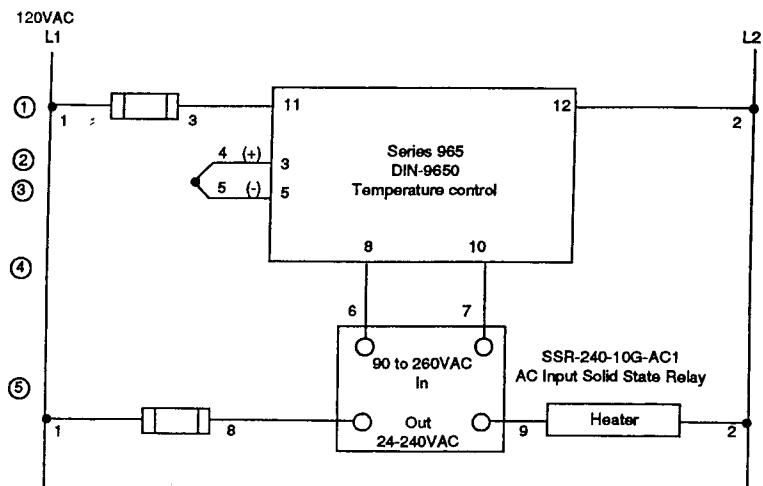 120VAC
L1
L2
①
1
3
11
12
2
②
4 (+)
3
Series 965
DIN-9650
Temperature control
③
5 (-)
5
④
8
10
6
7
90 to 260VAC
In
SSR-240-10G-AC1
AC Input Solid State Relay
⑤
1
8
Out
24-240VAC
9
Heater
2